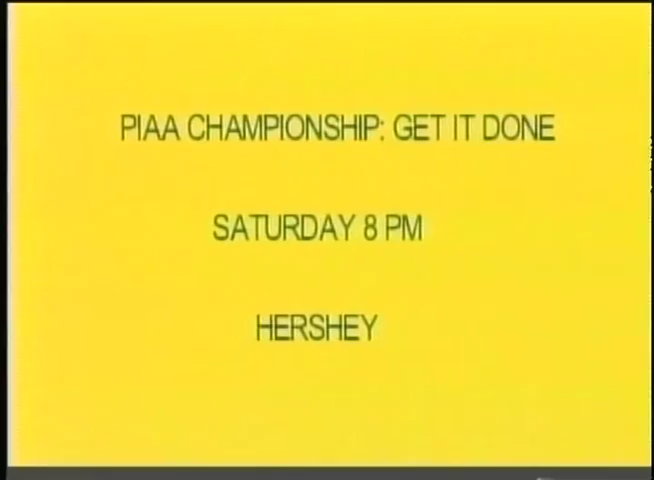 PIAA CHAMPIONSHIP: GET IT DONE
SATURDAY 8 PM
HERSHEY